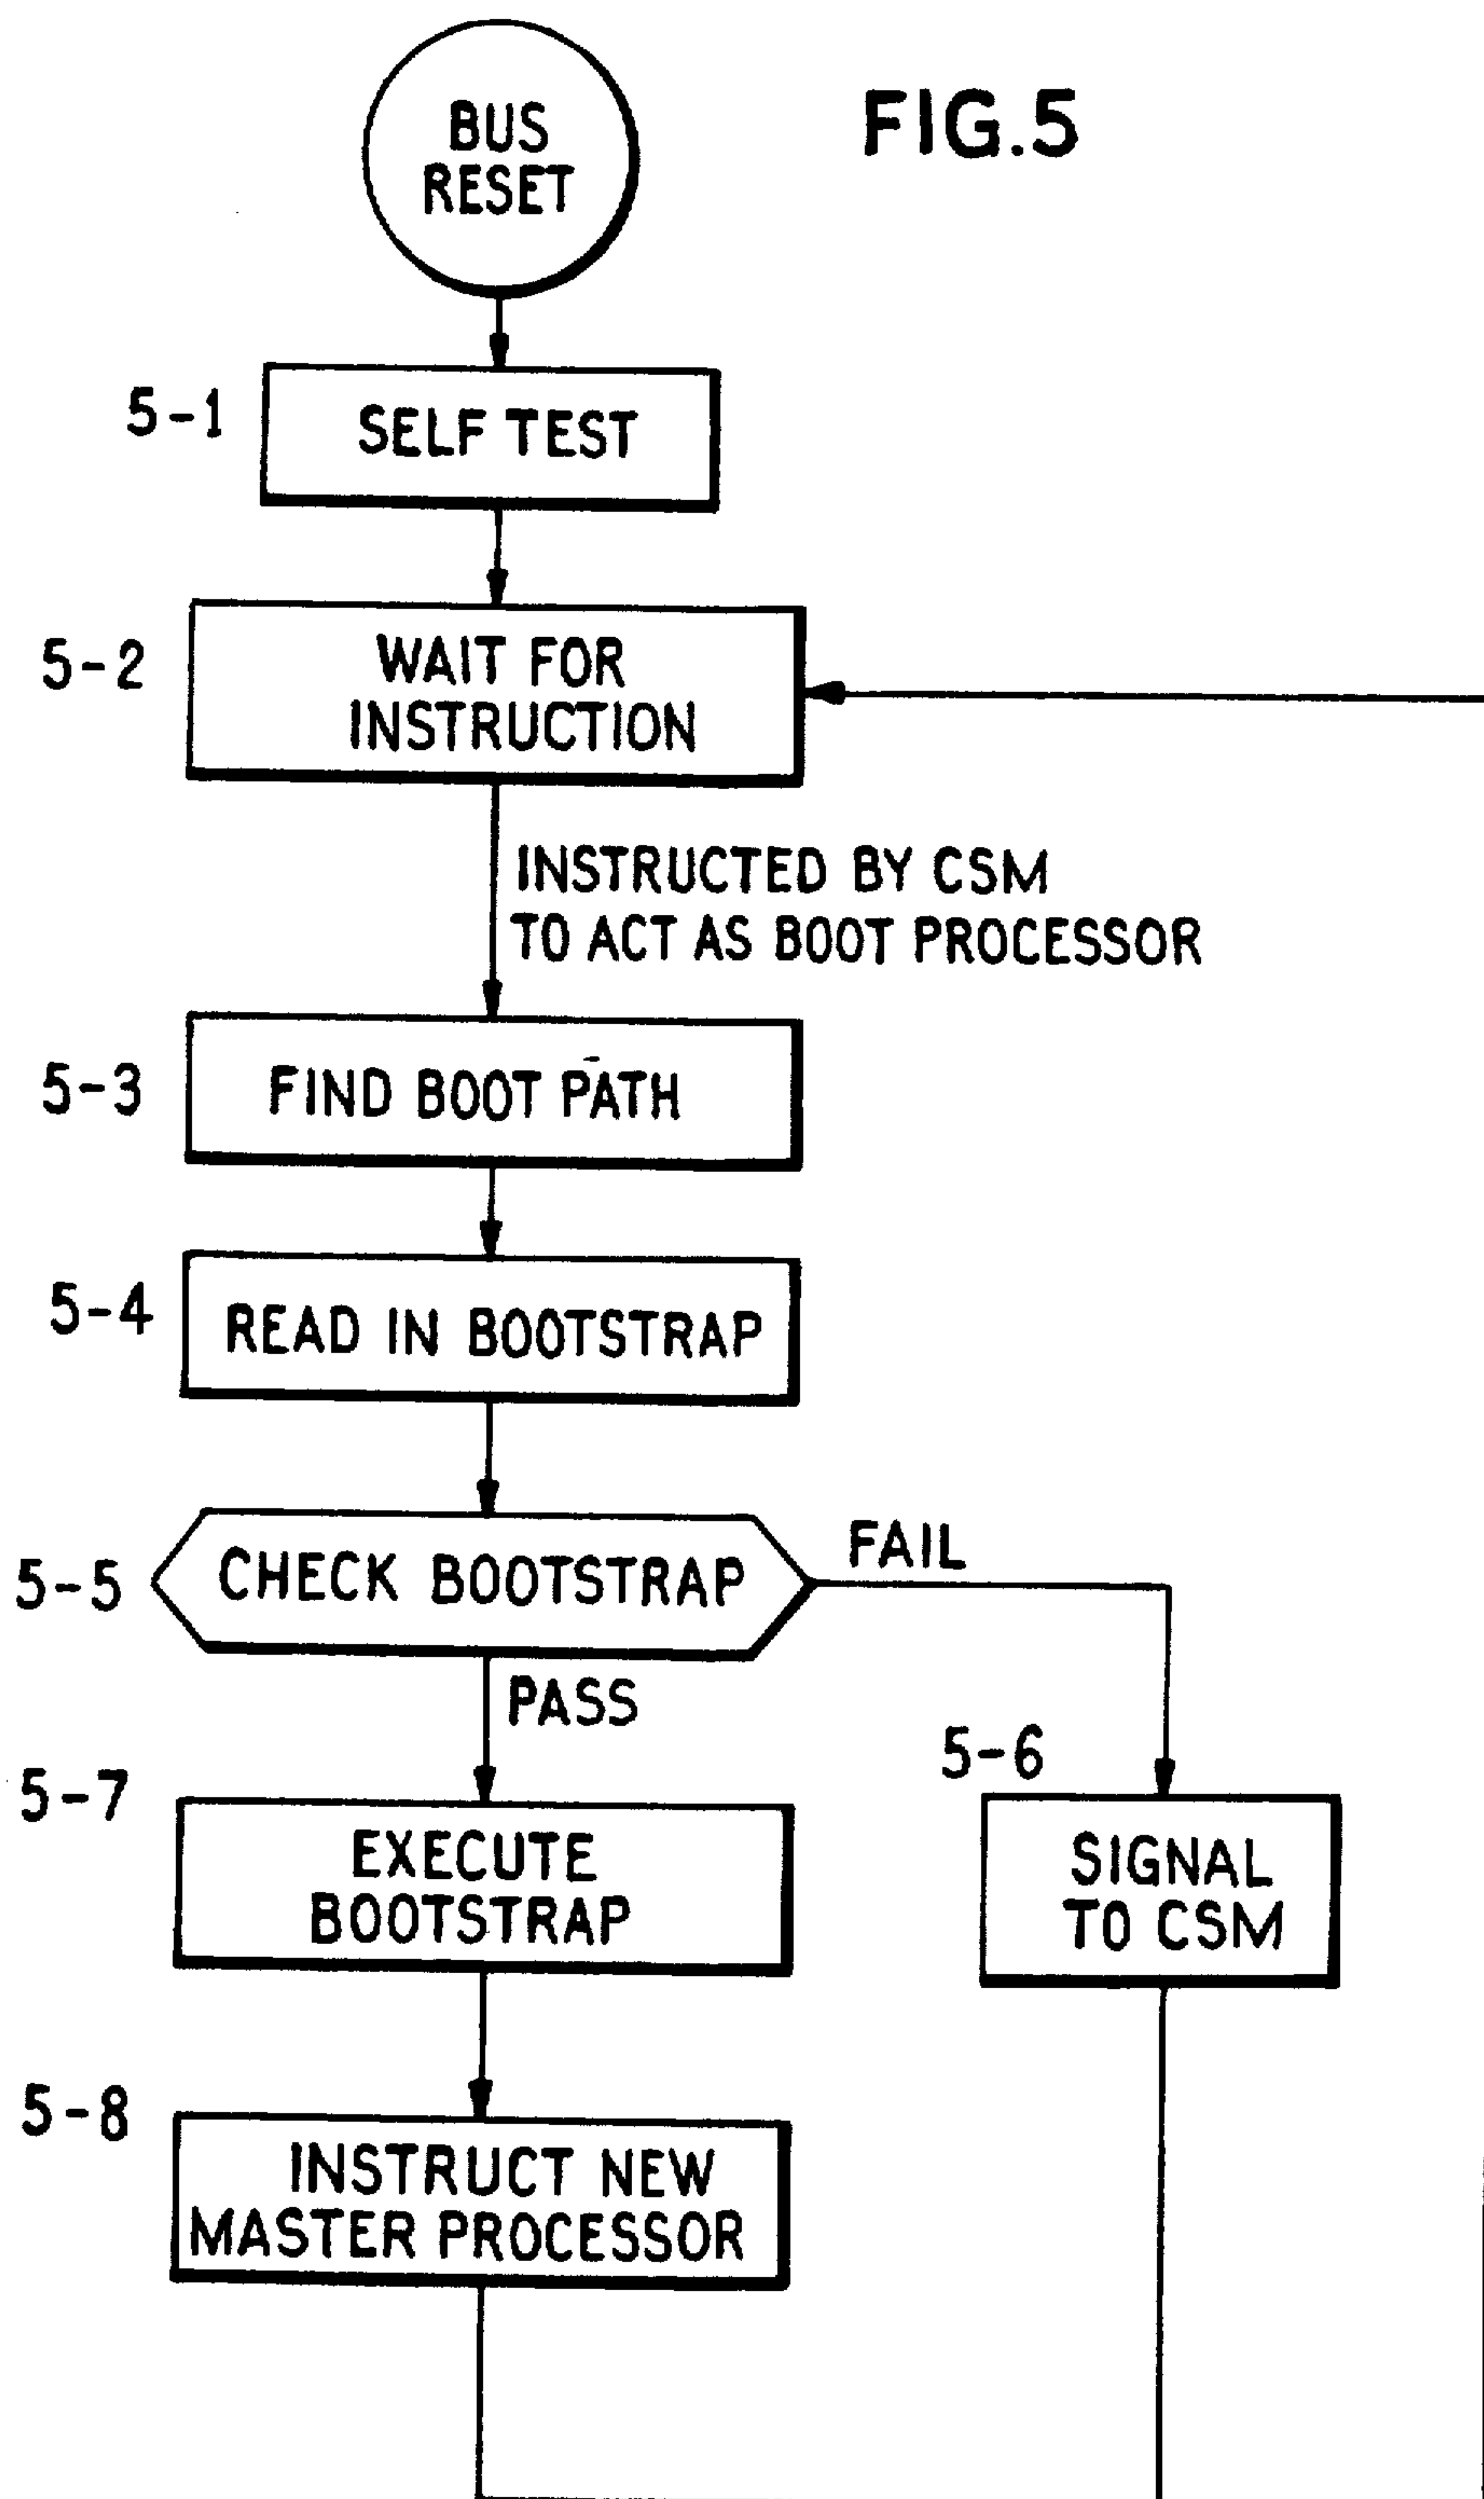 BUS
RESET
FIG.5
5-1
SELF TEST
5-2
WAIT FOR
INSTRUCTION
INSTRUCTED BY CSM
TO ACT AS BOOT PROCESSOR
5-3
FIND BOOT PATH
5-4
READ IN BOOTSTRAP
5-5
CHECK BOOTSTRAP
FAIL
PASS
5-6
5-7
EXECUTE
BOOTSTRAP
SIGNAL
TO CSM
5-8
INSTRUCT NEW
MASTER PROCESSOR